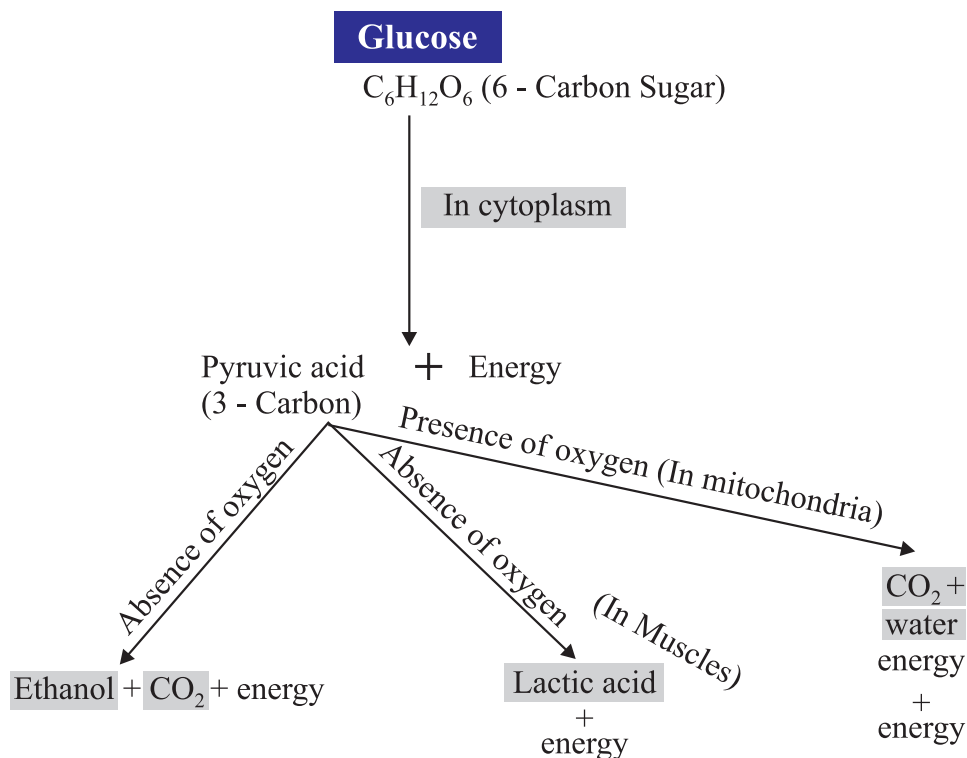 Glucose
C₆H₁₂O₆ (6 - Carbon Sugar)
In cytoplasm
Pyruvic acid + Energy
(3 - Carbon)
Absence of oxygen
Absence of oxygen
(In Muscles)
Presence of oxygen (In mitochondria)
Ethanol + CO₂ + energy
Lactic acid
+
energy
CO₂ +
water
energy
+
energy